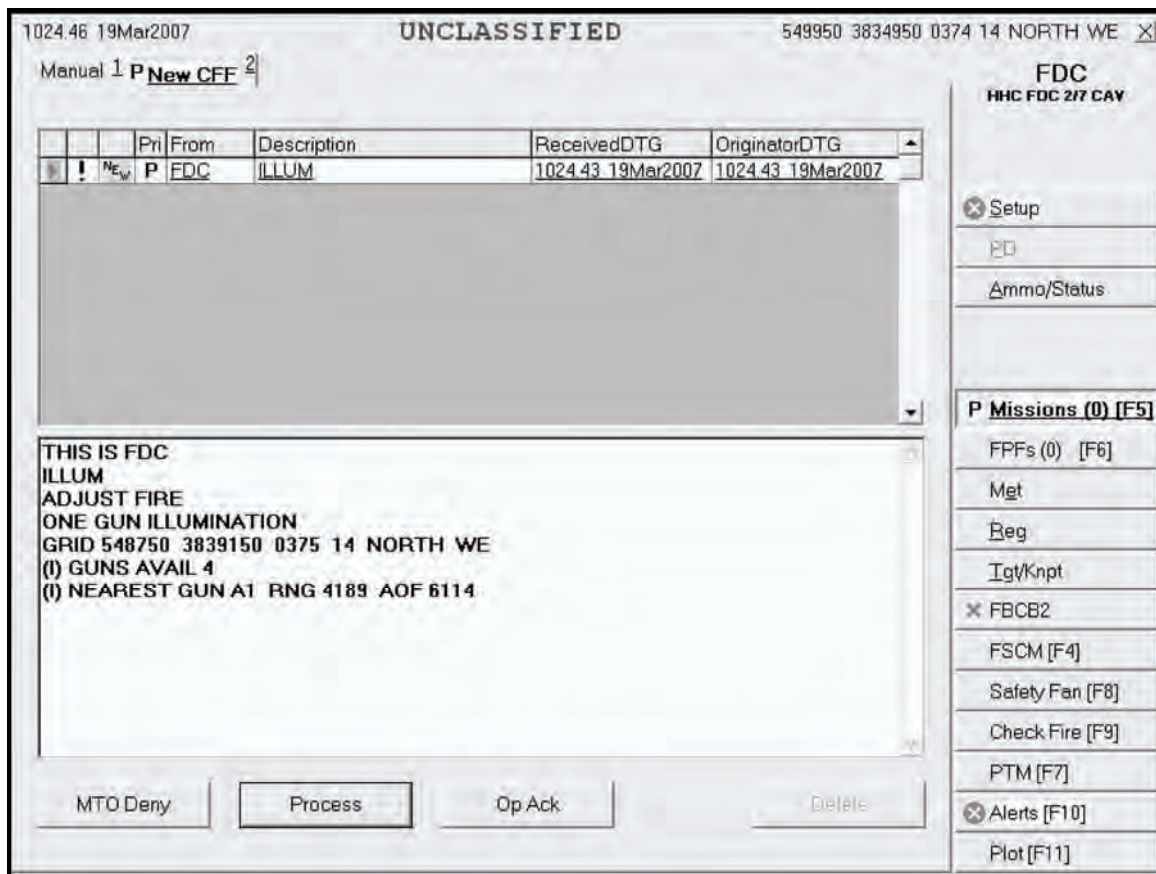 1024.46 19Mar2007 UNCLASSIFIED 549950 3834950 0374 14 NORTH WE X
Manual 1 P New CFF 2
FDC
HHC FDC 2/7 CAV
Pri From Description ReceivedDTG OriginatorDTG
! NEW P FDC ILLUM 1024.43 19Mar2007 1024.43 19Mar2007
THIS IS FDC
ILLUM
ADJUST FIRE
ONE GUN ILLUMINATION
GRID 548750 3839150 0375 14 NORTH WE
(I) GUNS AVAIL 4
(I) NEAREST GUN A1 RNG 4189 AOF 6114
MTO Deny Process Op Ack Delete
Setup
PD
Ammo/Status
P Missions (0) [F5]
FPFs (0) [F6]
Met
Reg
Tgt/Knpt
FBCB2
FSCM [F4]
Safety Fan [F8]
Check Fire [F9]
PTM [F7]
Alerts [F10]
Plot [F11]